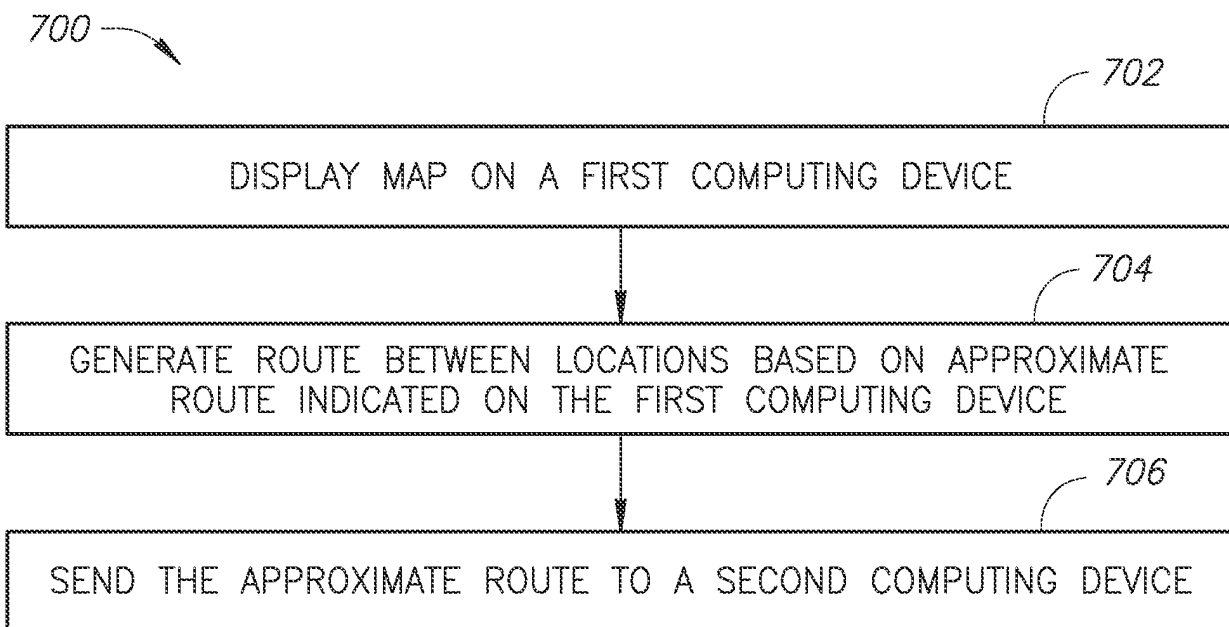 700
702
DISPLAY MAP ON A FIRST COMPUTING DEVICE
704
GENERATE ROUTE BETWEEN LOCATIONS BASED ON APPROXIMATE
ROUTE INDICATED ON THE FIRST COMPUTING DEVICE
706
SEND THE APPROXIMATE ROUTE TO A SECOND COMPUTING DEVICE